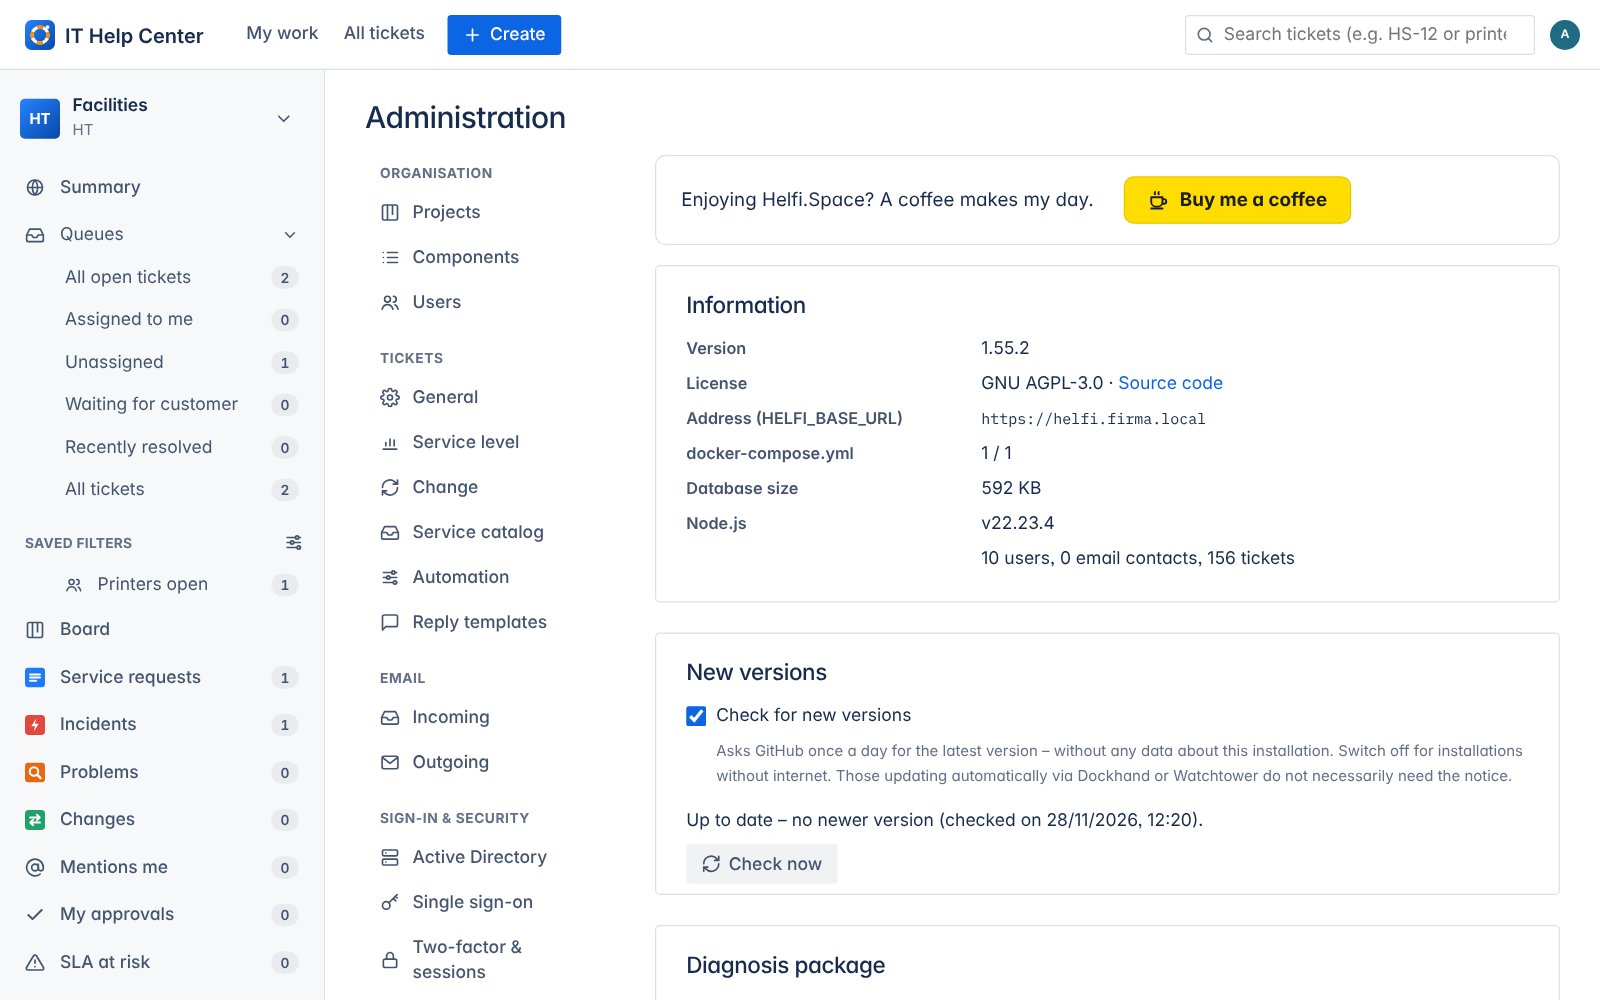 IT Help Center
My work
All tickets
Create
Search tickets (e.g. HS-12 or printe
A
HT
Facilities
HT
Summary
Queues
All open tickets 2
Assigned to me 0
Unassigned 1
Waiting for customer 0
Recently resolved 0
All tickets 2
SAVED FILTERS
Printers open 1
Board
Service requests 1
Incidents 1
Problems 0
Changes 0
Mentions me 0
My approvals 0
SLA at risk 0
Administration
ORGANISATION
Projects
Components
Users
TICKETS
General
Service level
Change
Service catalog
Automation
Reply templates
EMAIL
Incoming
Outgoing
SIGN-IN & SECURITY
Active Directory
Single sign-on
Two-factor &
sessions
Enjoying Helfi.Space? A coffee makes my day.
Buy me a coffee
Information
Version 1.55.2
License GNU AGPL-3.0 · Source code
Address (HELFI_BASE_URL) https://helfi.firma.local
docker-compose.yml 1 / 1
Database size 592 KB
Node.js v22.23.4
10 users, 0 email contacts, 156 tickets
New versions
Check for new versions
Asks GitHub once a day for the latest version – without any data about this installation. Switch off for installations
without internet. Those updating automatically via Dockhand or Watchtower do not necessarily need the notice.
Up to date – no newer version (checked on 28/11/2026, 12:20).
Check now
Diagnosis package